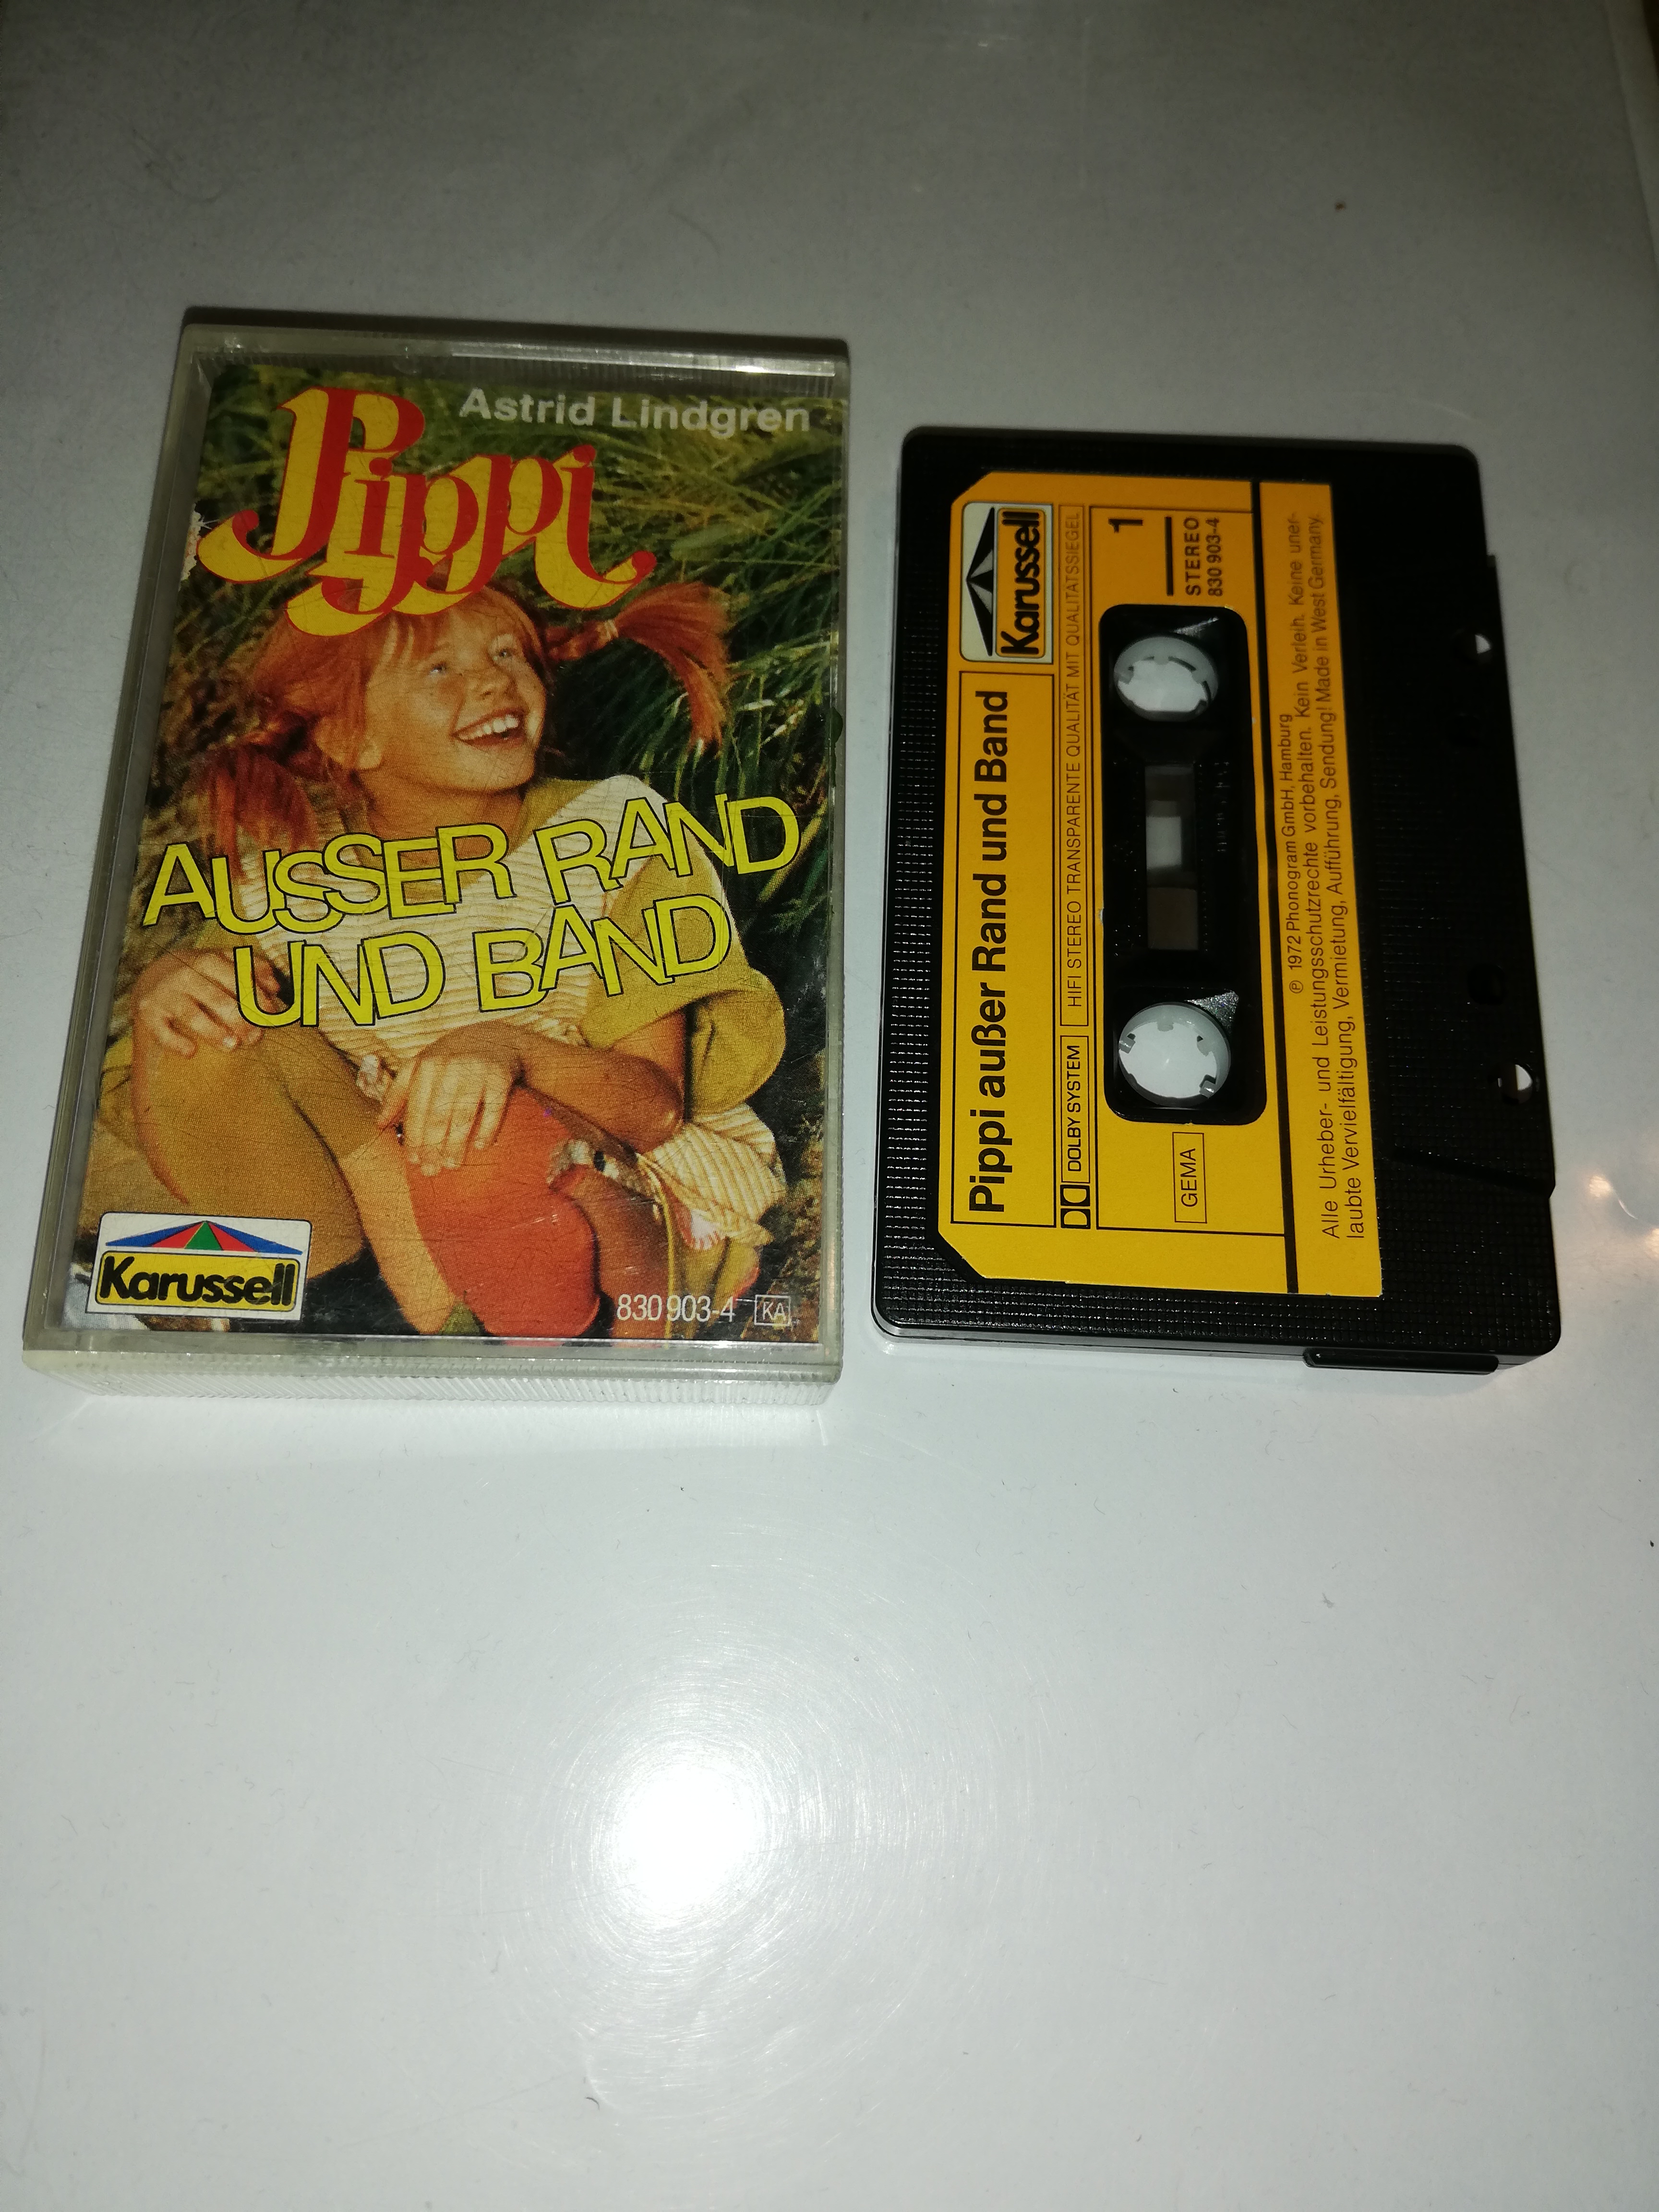 Astrid Lindgren
Pippi
AUSSER RAND
UND BAND
Karussell
830 903-4 KA
Pippi außer Rand und Band
Karussell
DOLBY SYSTEM
HIFI STEREO TRANSPARENTE QUALITÄT MIT QUALITÄTSSIEGEL
GEMA
1
STEREO
830 903-4
℗ 1972 Phonogram GmbH, Hamburg
Alle Urheber- und Leistungsschutzrechte vorbehalten. Kein Verleih. Keine uner-
laubte Vervielfältigung, Vermietung, Aufführung, Sendung! Made in West Germany.